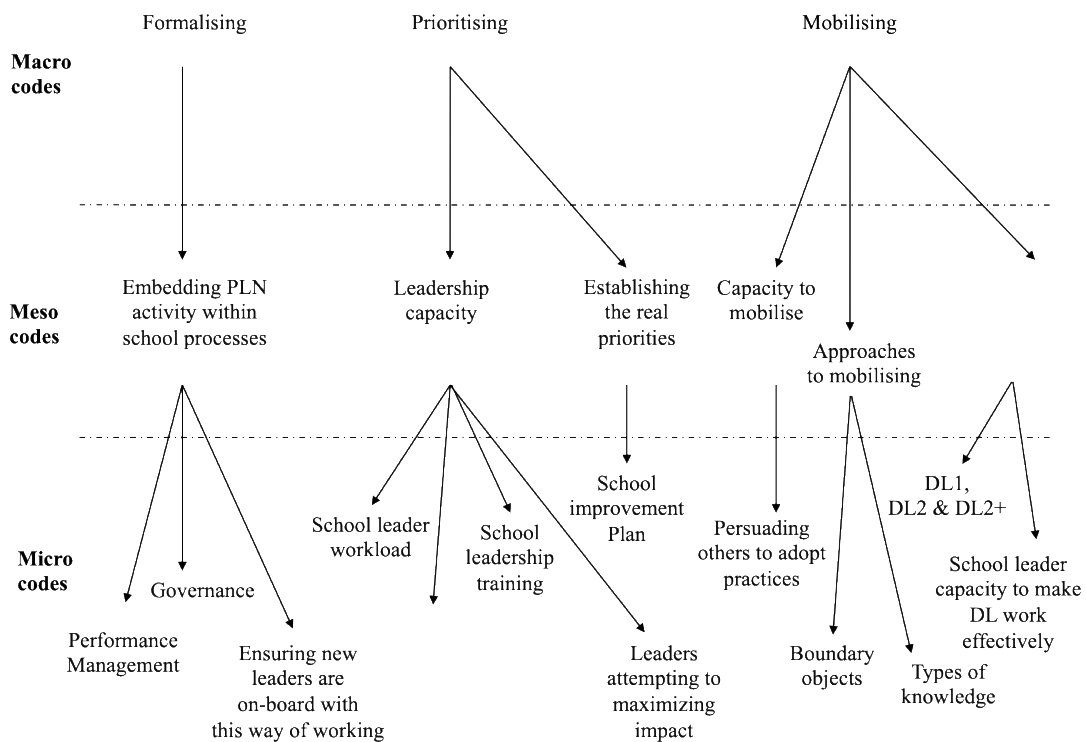 Formalising
Prioritising
Mobilising
Macro
codes
Meso
codes
Embedding PLN
activity within
school processes
Leadership
capacity
Establishing
the real
priorities
Capacity to
mobilise
Approaches
to mobilising
Micro
codes
Performance
Management
Governance
Ensuring new
leaders are
on-board with
this way of working
School leader
workload
School
leadership
training
School
improvement
Plan
Leaders
attempting to
maximizing
impact
Persuading
others to adopt
practices
Boundary
objects
Types of
knowledge
DL1,
DL2 & DL2+
School leader
capacity to make
DL work
effectively